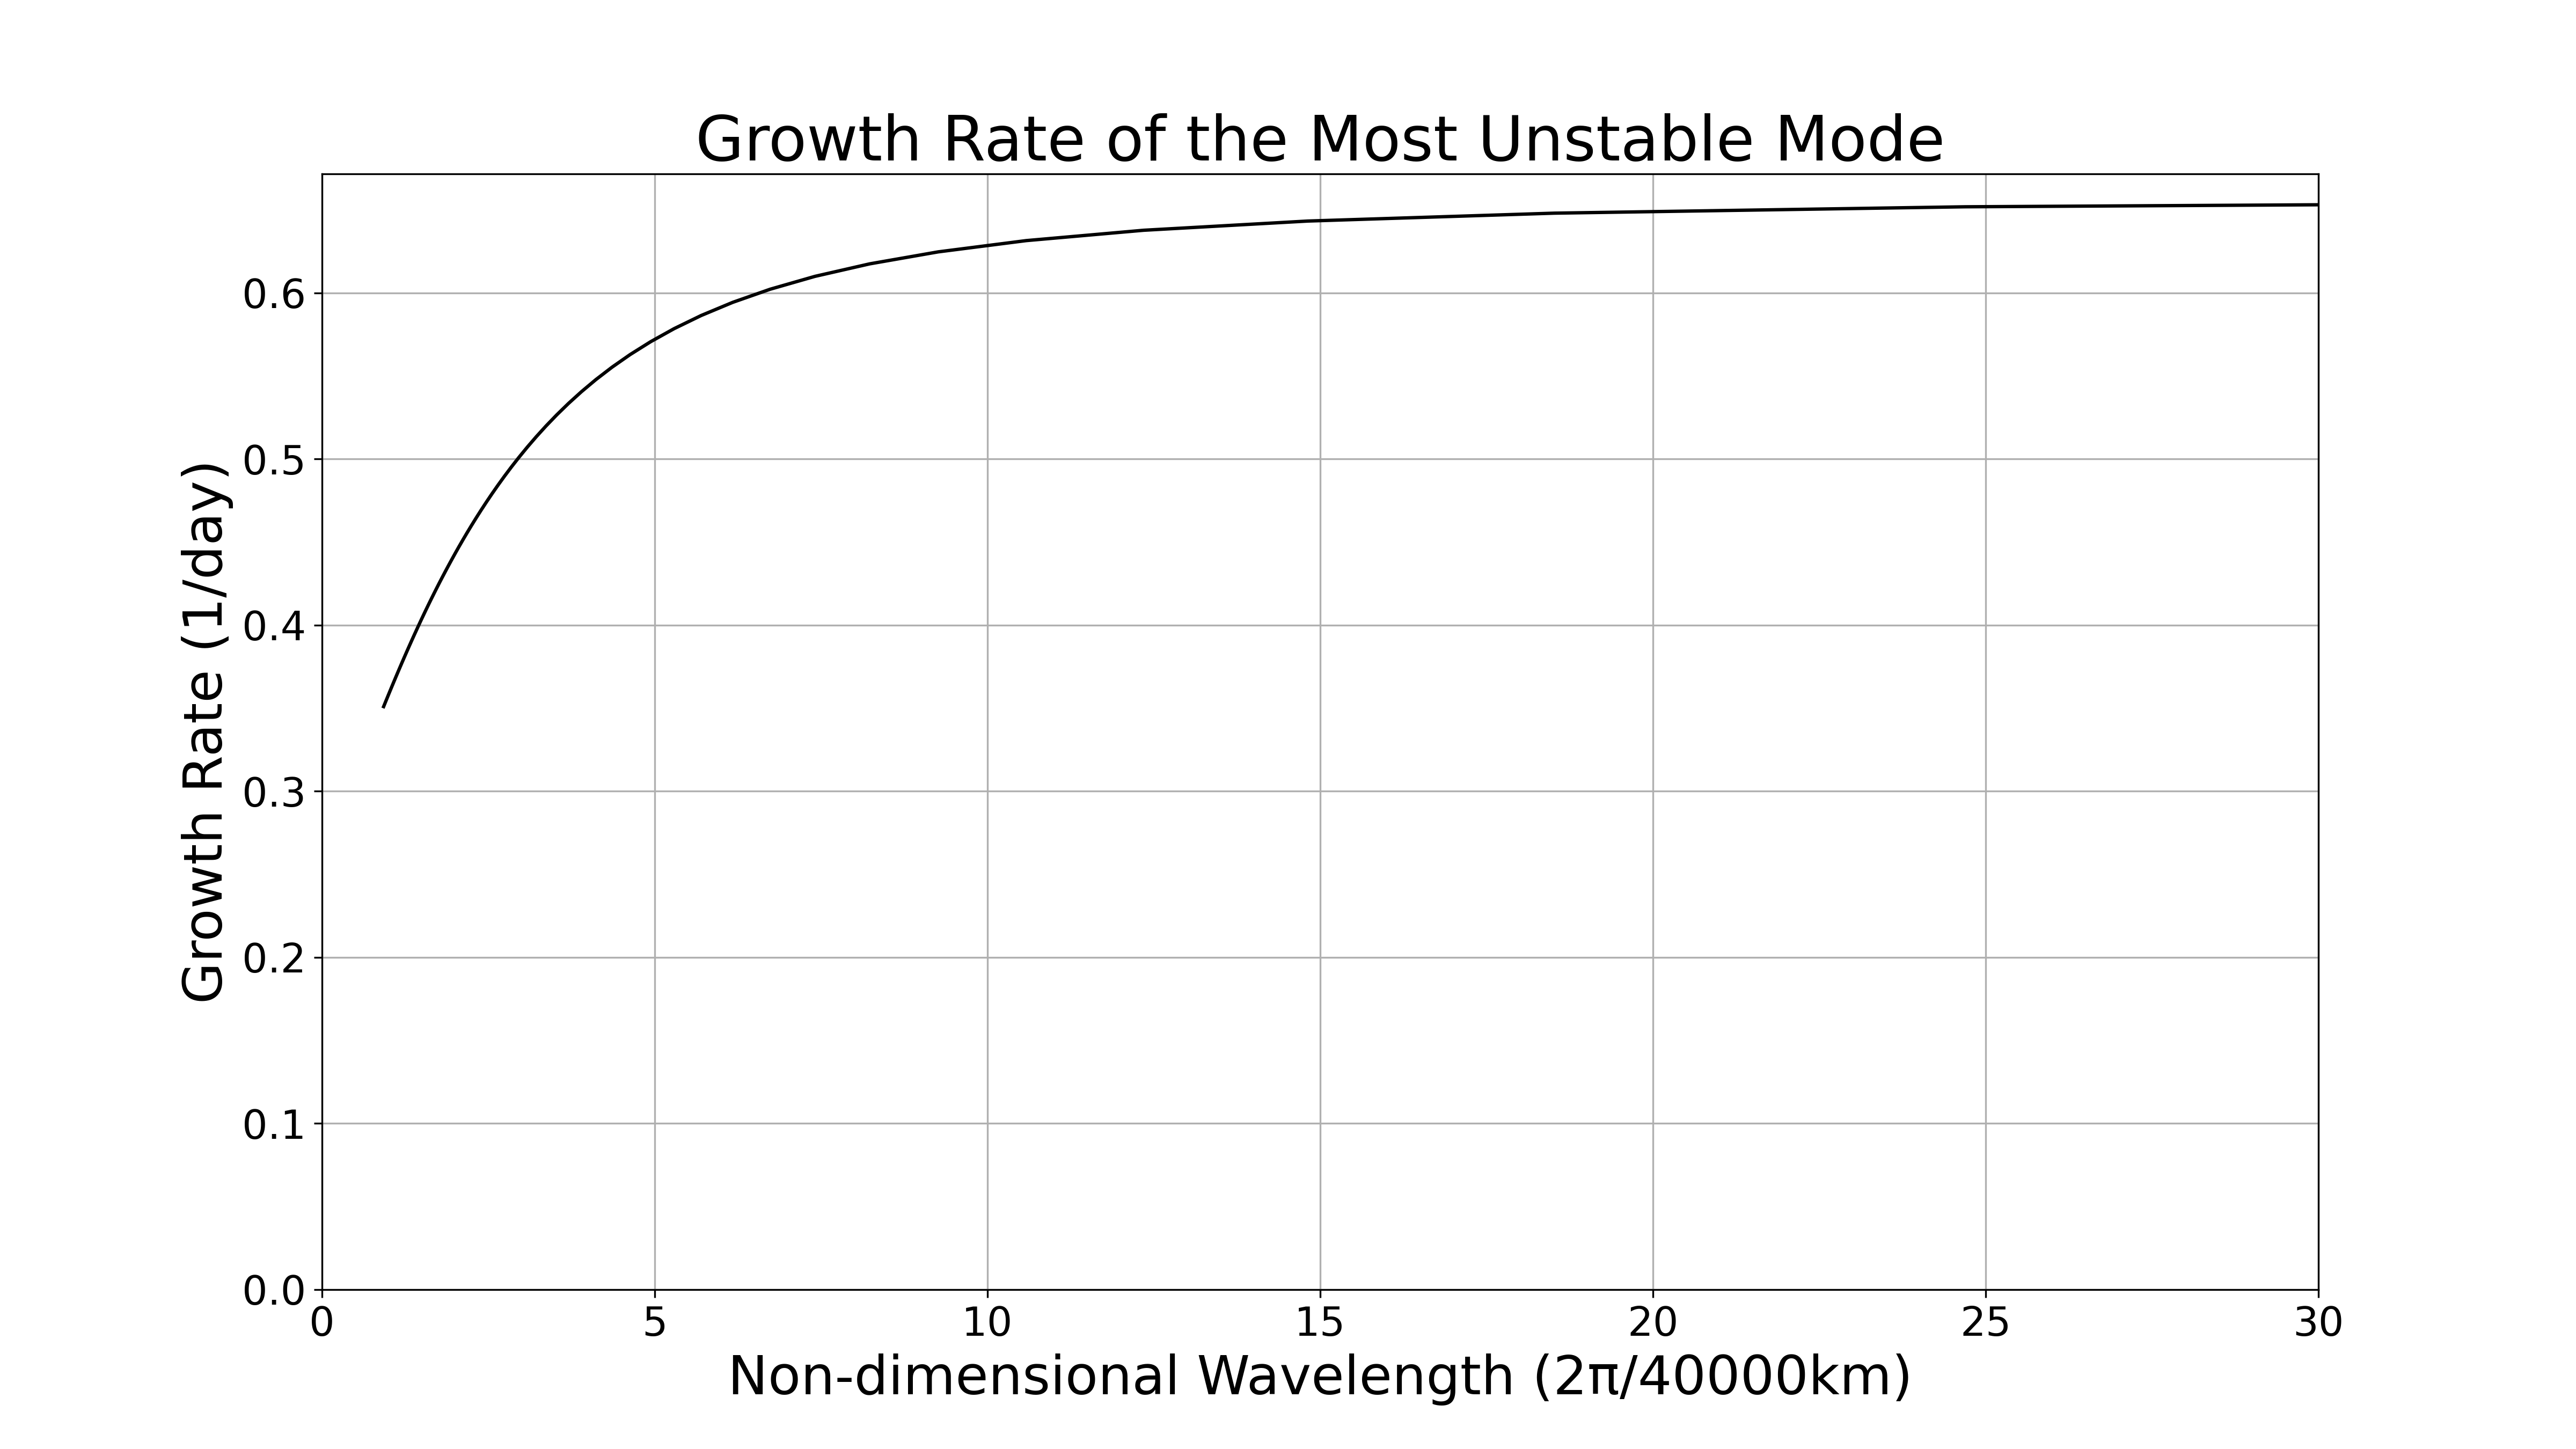 Growth Rate of the Most Unstable Mode
Growth Rate (1/day)
0.6
0.5
0.4
0.3
0.2
0.1
0.0
0 5 10 15 20 25 30
Non-dimensional Wavelength (2π/40000km)